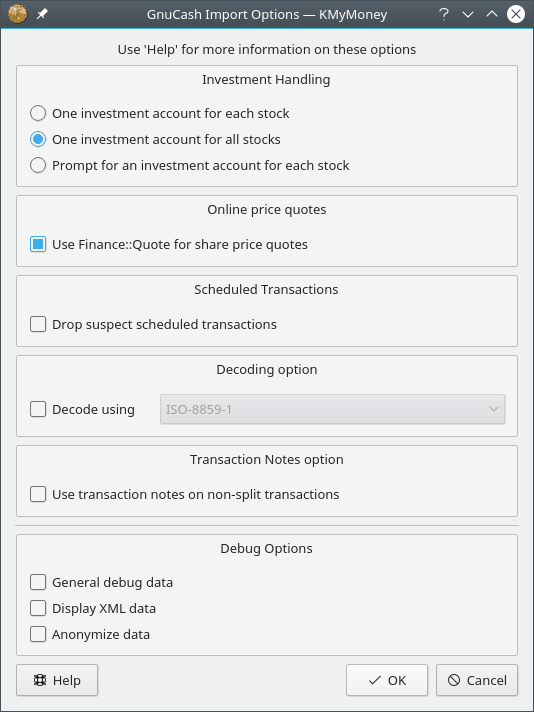 GnuCash Import Options — KMyMoney
Use 'Help' for more information on these options
Investment Handling
One investment account for each stock
One investment account for all stocks
Prompt for an investment account for each stock
Online price quotes
Use Finance::Quote for share price quotes
Scheduled Transactions
Drop suspect scheduled transactions
Decoding option
Decode using ISO-8859-1
Transaction Notes option
Use transaction notes on non-split transactions
Debug Options
General debug data
Display XML data
Anonymize data
Help OK Cancel